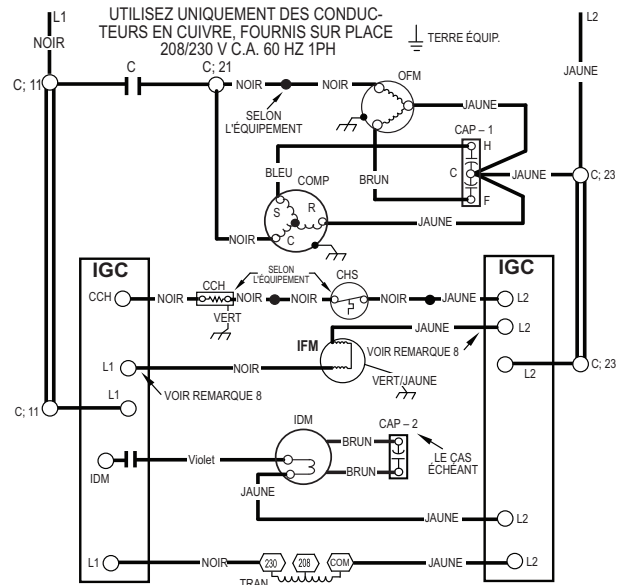 UTILISEZ UNIQUEMENT DES CONDUC-
TEURS EN CUIVRE, FOURNIS SUR PLACE
208/230 V C.A. 60 HZ 1PH
TERRE ÉQUIP.
L1
NOIR
L2
JAUNE
C; 11
C
C; 21
NOIR
NOIR
OFM
SELON
L'ÉQUIPEMENT
JAUNE
CAP – 1
H
C
F
JAUNE
C; 23
BLEU
BRUN
COMP
S
R
C
JAUNE
NOIR
IGC
IGC
CCH
NOIR
CCH
NOIR
SELON
L'ÉQUIPEMENT
NOIR
CHS
NOIR
JAUNE
L2
VERT
JAUNE
L2
IFM
VOIR REMARQUE 8
L1
NOIR
L2
C; 23
VERT/JAUNE
VOIR REMARQUE 8
L1
C; 11
IDM
CAP – 2
BRUN
BRUN
LE CAS
ÉCHÉANT
IDM
Violet
JAUNE
JAUNE
L2
L1
NOIR
230
208
COM
JAUNE
L2
TRAN